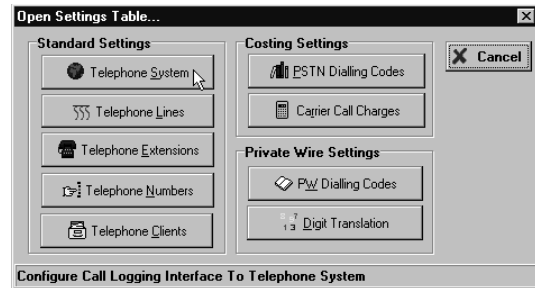 Open Settings Table...
Standard Settings
Telephone System
Telephone Lines
Telephone Extensions
Telephone Numbers
Telephone Clients
Costing Settings
PSTN Dialling Codes
Carrier Call Charges
Private Wire Settings
PW Dialling Codes
Digit Translation
Cancel
Configure Call Logging Interface To Telephone System